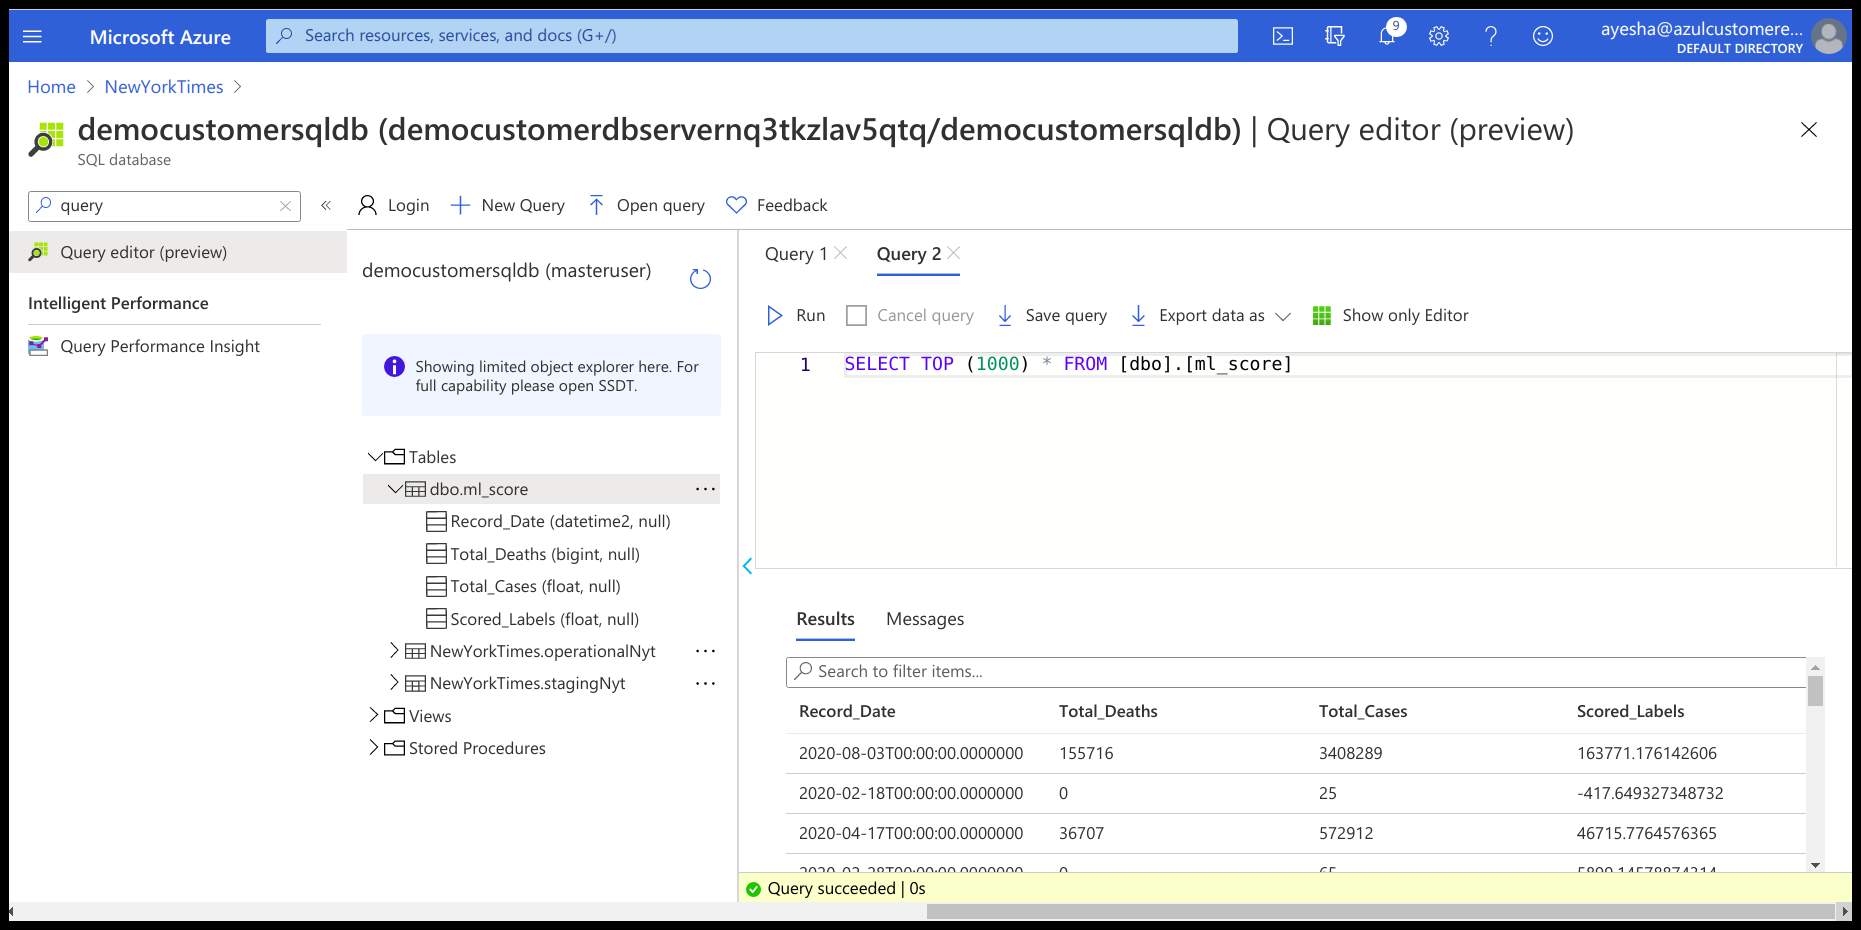 Microsoft Azure
Search resources, services, and docs (G+/)
9
ayesha@azulcustomere...
DEFAULT DIRECTORY
Home > NewYorkTimes >
democustomersqldb (democustomerdbservernq3tkzlav5qtq/democustomersqldb) | Query editor (preview)
SQL database
query
« Login New Query Open query Feedback
Query editor (preview)
Intelligent Performance
Query Performance Insight
democustomersqldb (masteruser)
Showing limited object explorer here. For
full capability please open SSDT.
Tables
dbo.ml_score ...
Record_Date (datetime2, null)
Total_Deaths (bigint, null)
Total_Cases (float, null)
Scored_Labels (float, null)
NewYorkTimes.operationalNyt ...
NewYorkTimes.stagingNyt ...
Views
Stored Procedures
Query 1 Query 2
Run Cancel query Save query Export data as Show only Editor
1 SELECT TOP (1000) * FROM [dbo].[ml_score]
Results Messages
Search to filter items...
Record_Date Total_Deaths Total_Cases Scored_Labels
2020-08-03T00:00:00.0000000 155716 3408289 163771.176142606
2020-02-18T00:00:00.0000000 0 25 -417.649327348732
2020-04-17T00:00:00.0000000 36707 572912 46715.7764576365
Query succeeded | 0s